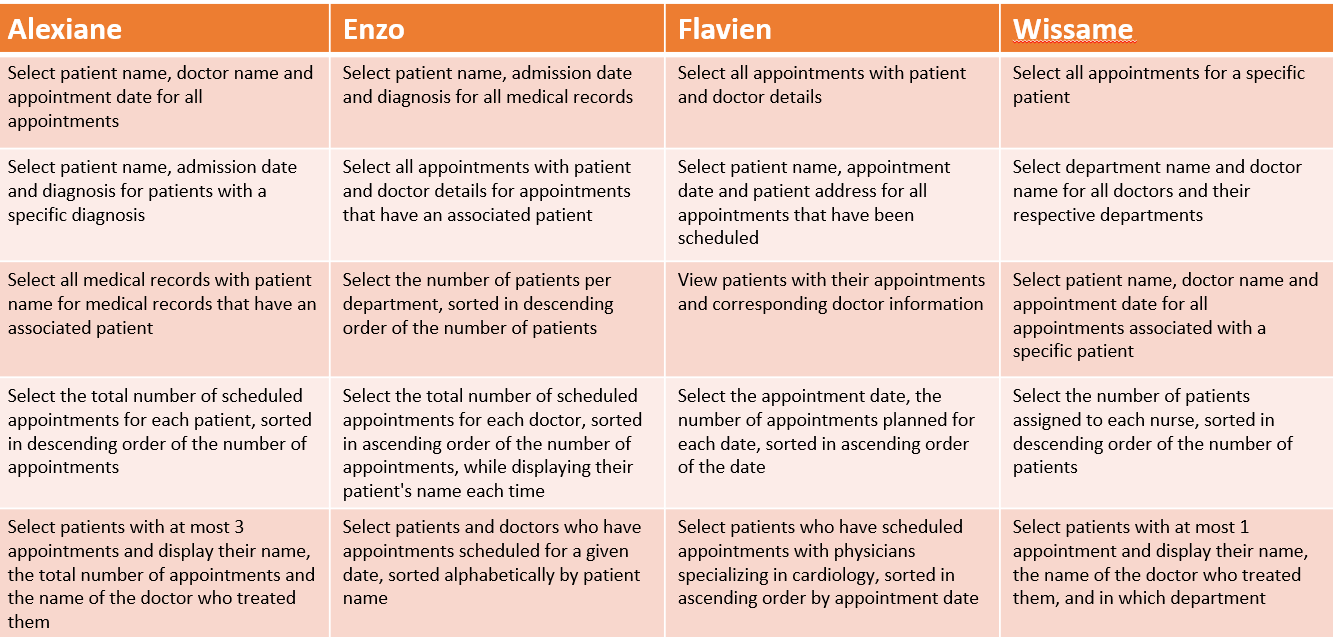 Alexiane
Enzo
Flavien
Wissame
Select patient name, doctor name and
appointment date for all
appointments
Select patient name, admission date
and diagnosis for all medical records
Select all appointments with patient
and doctor details
Select all appointments for a specific
patient
Select patient name, admission date
and diagnosis for patients with a
specific diagnosis
Select all appointments with patient
and doctor details for appointments
that have an associated patient
Select patient name, appointment
date and patient address for all
appointments that have been
scheduled
Select department name and doctor
name for all doctors and their
respective departments
Select all medical records with patient
name for medical records that have an
associated patient
Select the number of patients per
department, sorted in descending
order of the number of patients
View patients with their appointments
and corresponding doctor information
Select patient name, doctor name and
appointment date for all
appointments associated with a
specific patient
Select the total number of scheduled
appointments for each patient, sorted
in descending order of the number of
appointments
Select the total number of scheduled
appointments for each doctor, sorted
in ascending order of the number of
appointments, while displaying their
patient's name each time
Select the appointment date, the
number of appointments planned for
each date, sorted in ascending order
of the date
Select the number of patients
assigned to each nurse, sorted in
descending order of the number of
patients
Select patients with at most 3
appointments and display their name,
the total number of appointments and
the name of the doctor who treated
them
Select patients and doctors who have
appointments scheduled for a given
date, sorted alphabetically by patient
name
Select patients who have scheduled
appointments with physicians
specializing in cardiology, sorted in
ascending order by appointment date
Select patients with at most 1
appointment and display their name,
the name of the doctor who treated
them, and in which department